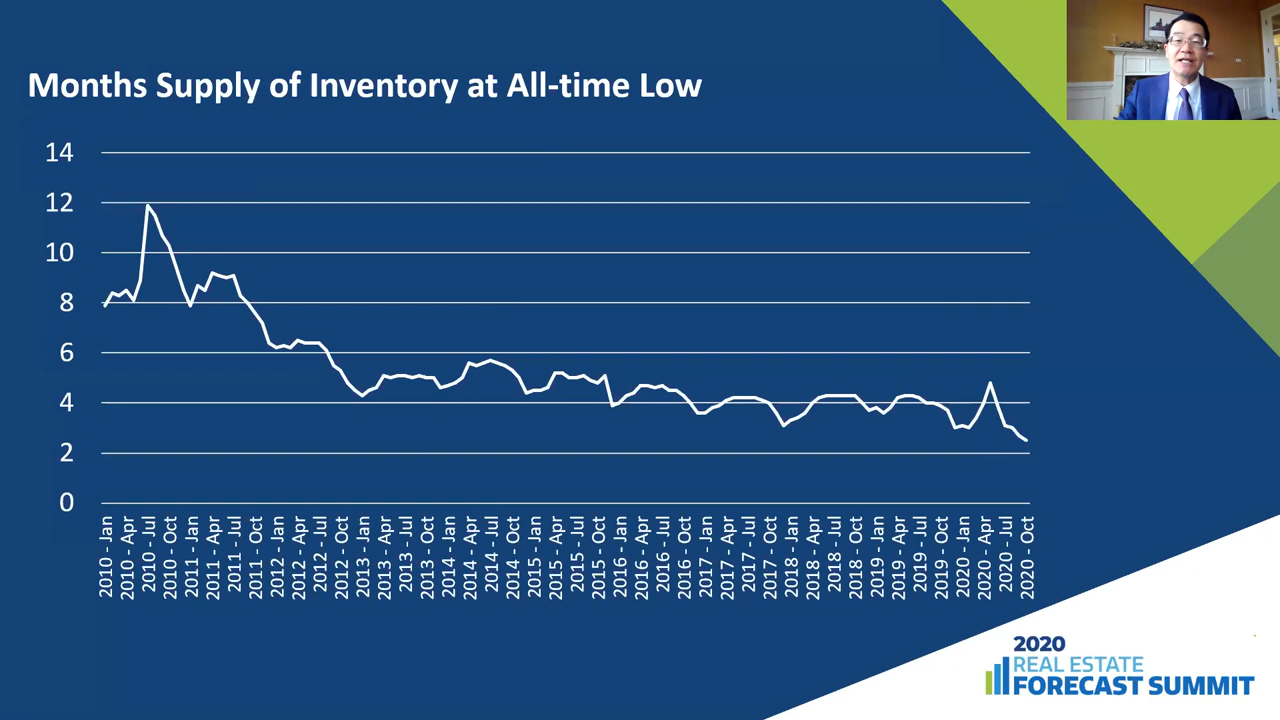 Months Supply of Inventory at All-time Low
14
12
10
8
6
4
2
0
2010 - Jan
2010 - Apr
2010 - Jul
2010 - Oct
2011 - Jan
2011 - Apr
2011 - Jul
2011 - Oct
2012 - Jan
2012 - Apr
2012 - Jul
2012 - Oct
2013 - Jan
2013 - Apr
2013 - Jul
2013 - Oct
2014 - Jan
2014 - Apr
2014 - Jul
2014 - Oct
2015 - Jan
2015 - Apr
2015 - Jul
2015 - Oct
2016 - Jan
2016 - Apr
2016 - Jul
2016 - Oct
2017 - Jan
2017 - Apr
2017 - Jul
2017 - Oct
2018 - Jan
2018 - Apr
2018 - Jul
2018 - Oct
2019 - Jan
2019 - Apr
2019 - Jul
2019 - Oct
2020 - Jan
2020 - Apr
2020 - Jul
2020 - Oct
2020
REAL ESTATE
FORECAST SUMMIT